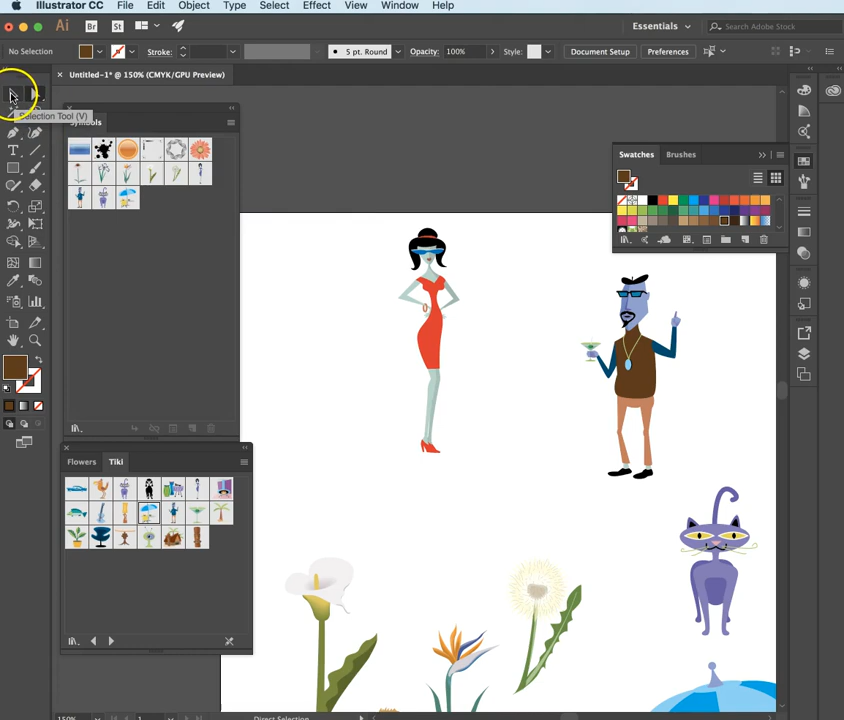 Illustrator CC File Edit Object Type Select Effect View Window Help
Ai Br St Essentials Search Adobe Stock
No Selection Stroke: 5 pt. Round Opacity: 100% Style: Document Setup Preferences
× Untitled-1* @ 150% (CMYK/GPU Preview)
Selection Tool (V)
Symbols
Swatches Brushes
Flowers Tiki
150% 1 Direct Selection